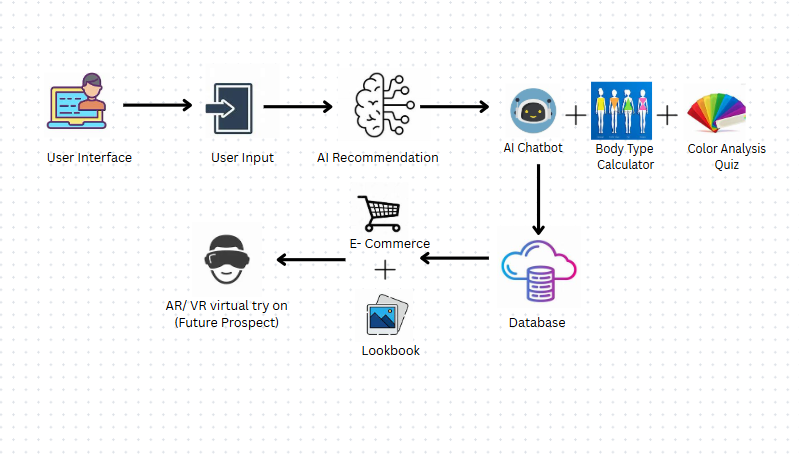 User Interface
User Input
AI Recommendation
AI Chatbot
Body Type
Calculator
Color Analysis
Quiz
E- Commerce
AR/ VR virtual try on
(Future Prospect)
Lookbook
Database